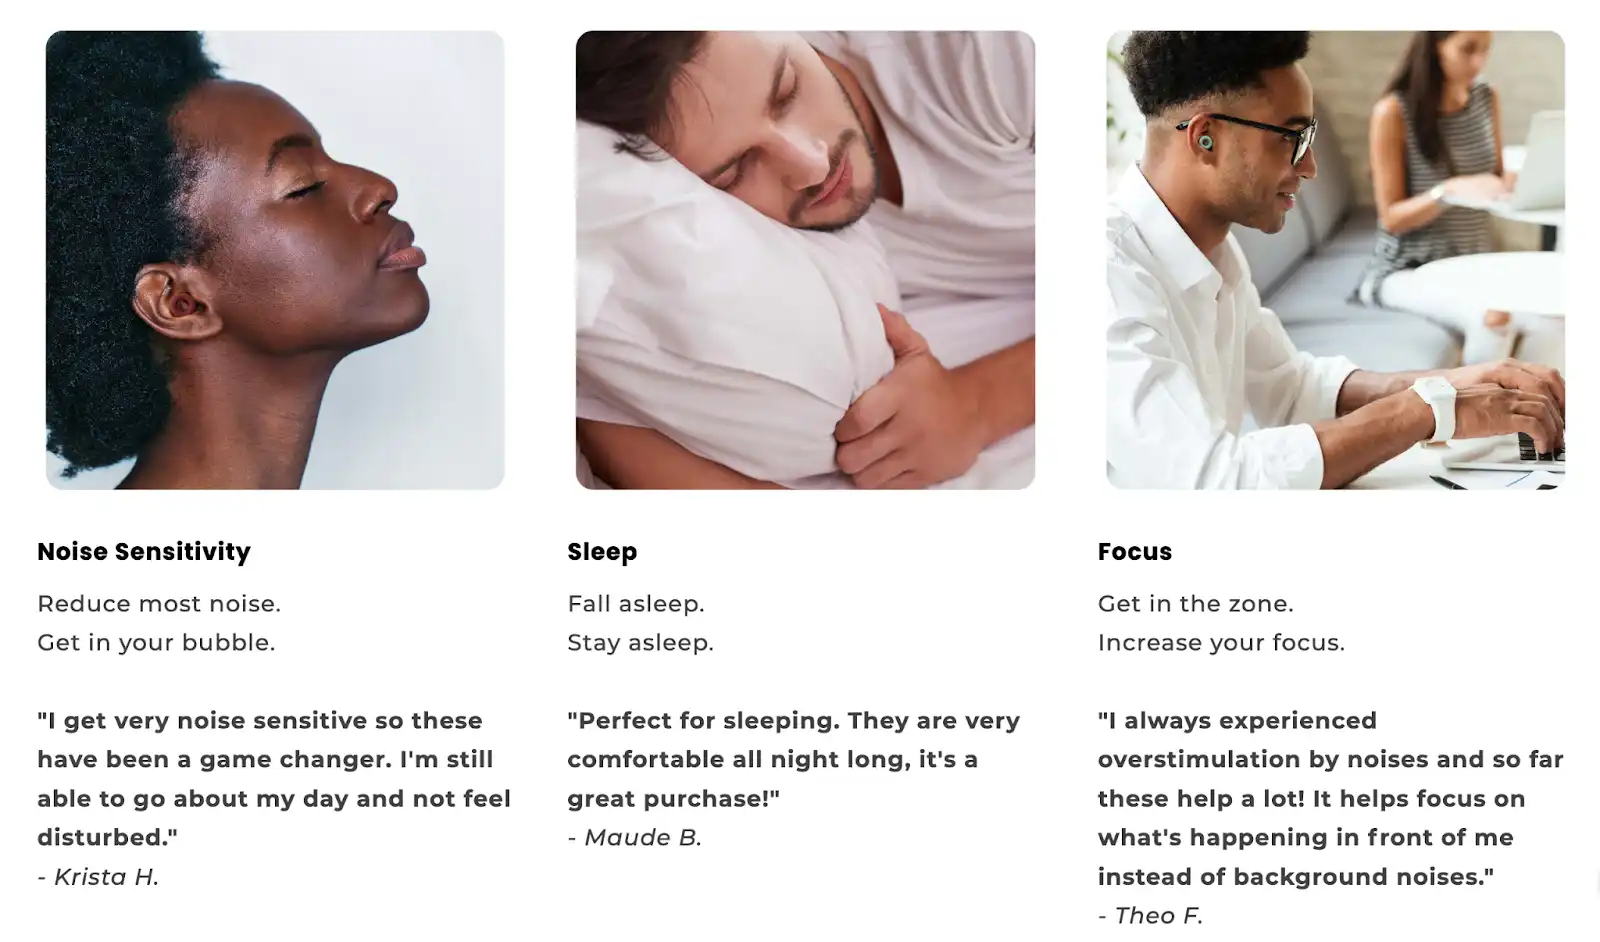 Noise Sensitivity
Reduce most noise.
Get in your bubble.
"I get very noise sensitive so these
have been a game changer. I'm still
able to go about my day and not feel
disturbed."
- Krista H.
Sleep
Fall asleep.
Stay asleep.
"Perfect for sleeping. They are very
comfortable all night long, it's a
great purchase!"
- Maude B.
Focus
Get in the zone.
Increase your focus.
"I always experienced
overstimulation by noises and so far
these help a lot! It helps focus on
what's happening in front of me
instead of background noises."
- Theo F.